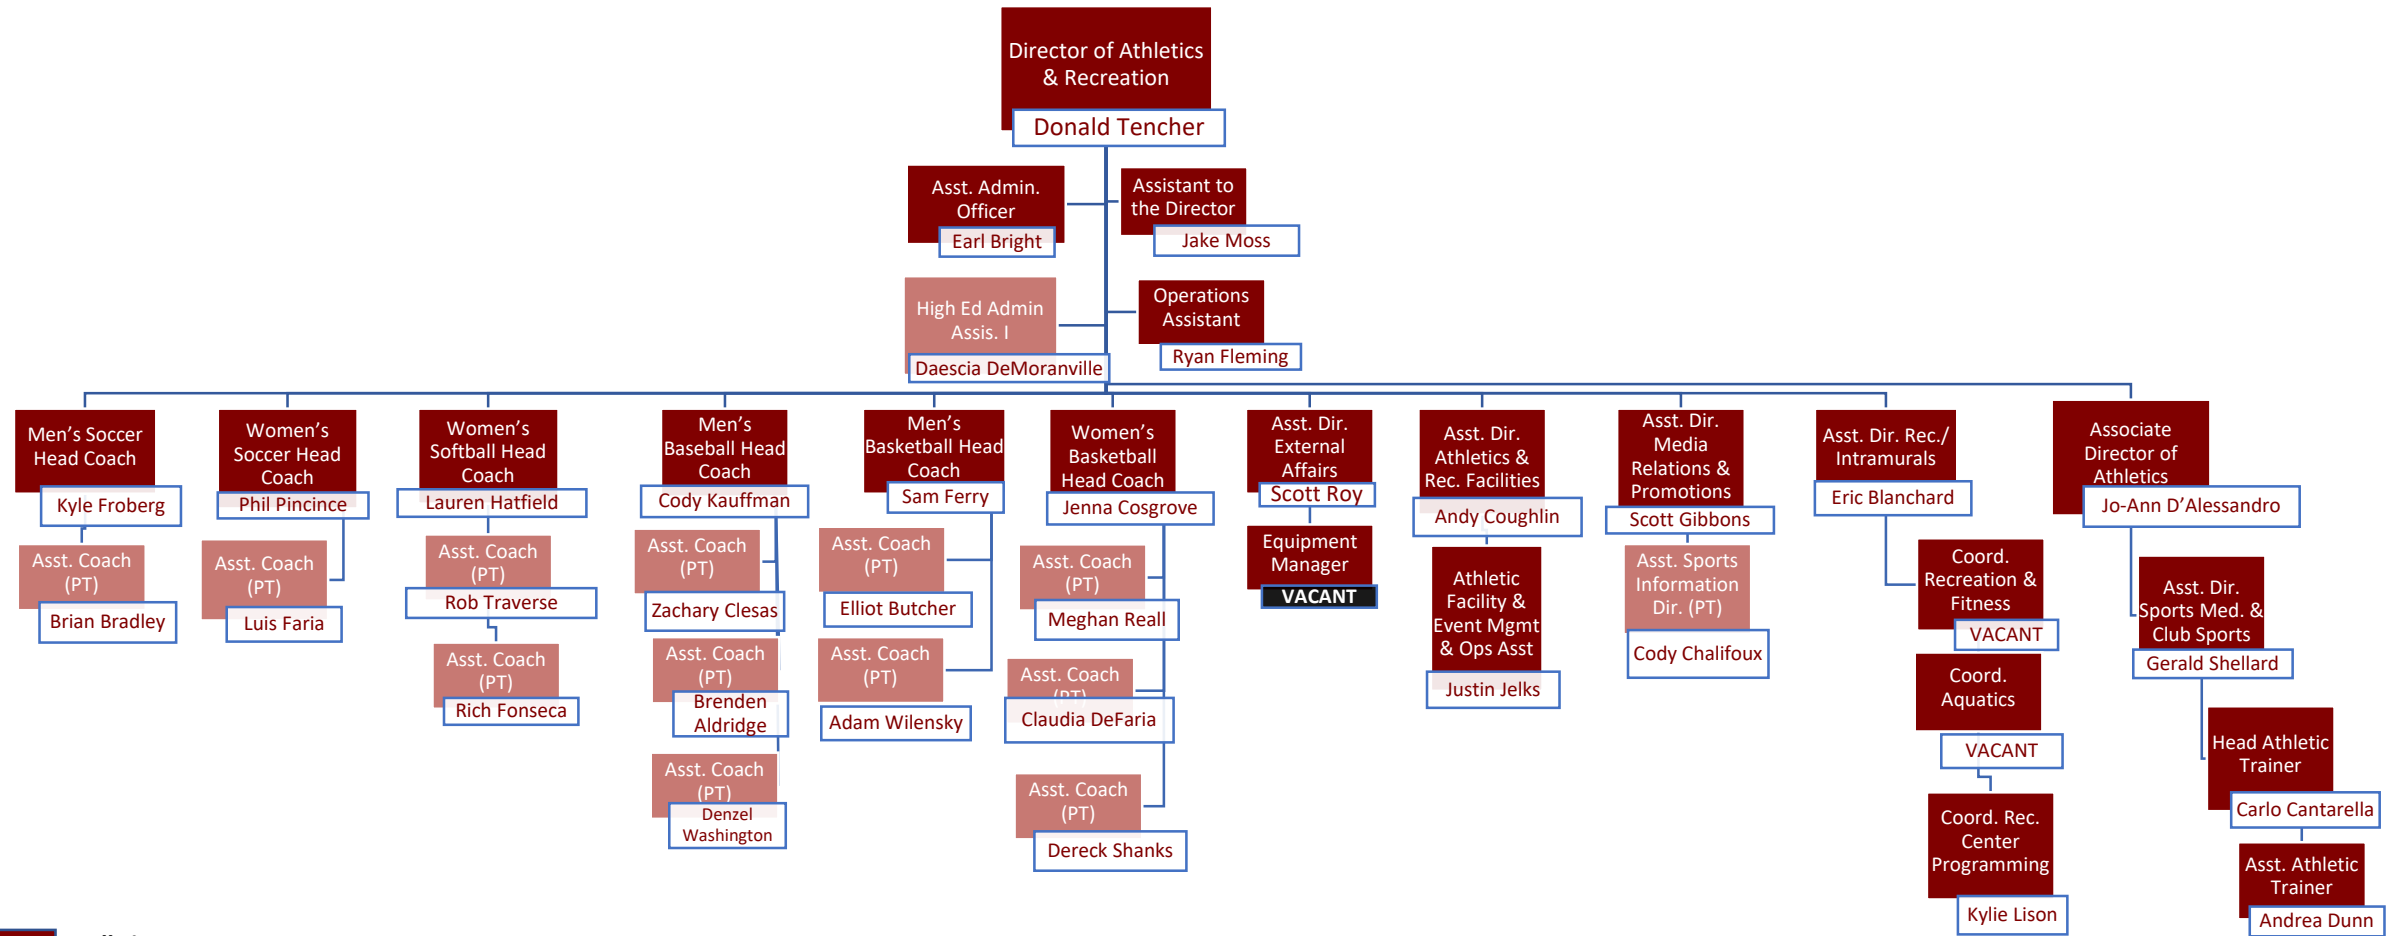 Director of Athletics
& Recreation
Donald Tencher
Asst. Admin.
Officer
Earl Bright
Assistant to
the Director
Jake Moss
High Ed Admin
Assis. I
Daescia DeMoranville
Operations
Assistant
Ryan Fleming
Men's Soccer
Head Coach
Kyle Froberg
Asst. Coach
(PT)
Brian Bradley
Women's
Soccer Head
Coach
Phil Pincince
Asst. Coach
(PT)
Luis Faria
Women's
Softball Head
Coach
Lauren Hatfield
Asst. Coach
(PT)
Rob Traverse
Asst. Coach
(PT)
Rich Fonseca
Men's
Baseball Head
Coach
Cody Kauffman
Asst. Coach
(PT)
Zachary Clesas
Asst. Coach
(PT)
Brenden
Aldridge
Asst. Coach
(PT)
Denzel
Washington
Men's
Basketball Head
Coach
Sam Ferry
Asst. Coach
(PT)
Elliot Butcher
Asst. Coach
(PT)
Adam Wilensky
Women's
Basketball
Head Coach
Jenna Cosgrove
Asst. Coach
(PT)
Meghan Reall
Asst. Coach
(PT)
Claudia DeFaria
Asst. Coach
(PT)
Dereck Shanks
Asst. Dir.
External
Affairs
Scott Roy
Equipment
Manager
VACANT
Asst. Dir.
Athletics &
Rec. Facilities
Andy Coughlin
Athletic
Facility &
Event Mgmt
& Ops Asst
Justin Jelks
Asst. Dir.
Media
Relations &
Promotions
Scott Gibbons
Asst. Sports
Information
Dir. (PT)
Cody Chalifoux
Asst. Dir. Rec./
Intramurals
Eric Blanchard
Coord.
Recreation &
Fitness
VACANT
Coord.
Aquatics
VACANT
Coord. Rec.
Center
Programming
Kylie Lison
Associate
Director of
Athletics
Jo-Ann D'Alessandro
Asst. Dir.
Sports Med. &
Club Sports
Gerald Shellard
Head Athletic
Trainer
Carlo Cantarella
Asst. Athletic
Trainer
Andrea Dunn